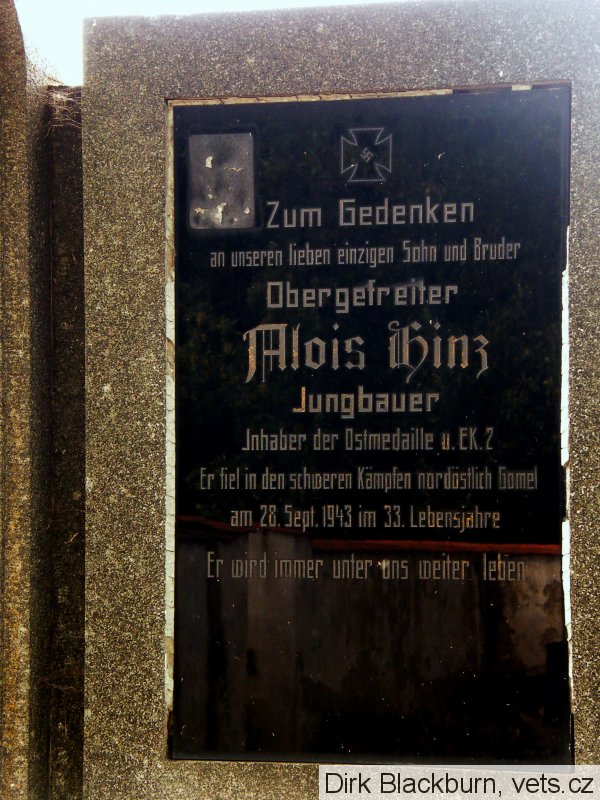 Zum Gedenken
an unseren lieben einzigen Sohn und Bruder
Obergefreiter
Alois Hinz
Jungbauer
Jnhaber der Ostmedaille u. EK.2
Er fiel in den schweren Kämpfen nordöstlich Gomel
am 28. Sept. 1943 im 33. Lebensjahre
Er wird immer unter uns weiter leben
Dirk Blackburn, vets.cz